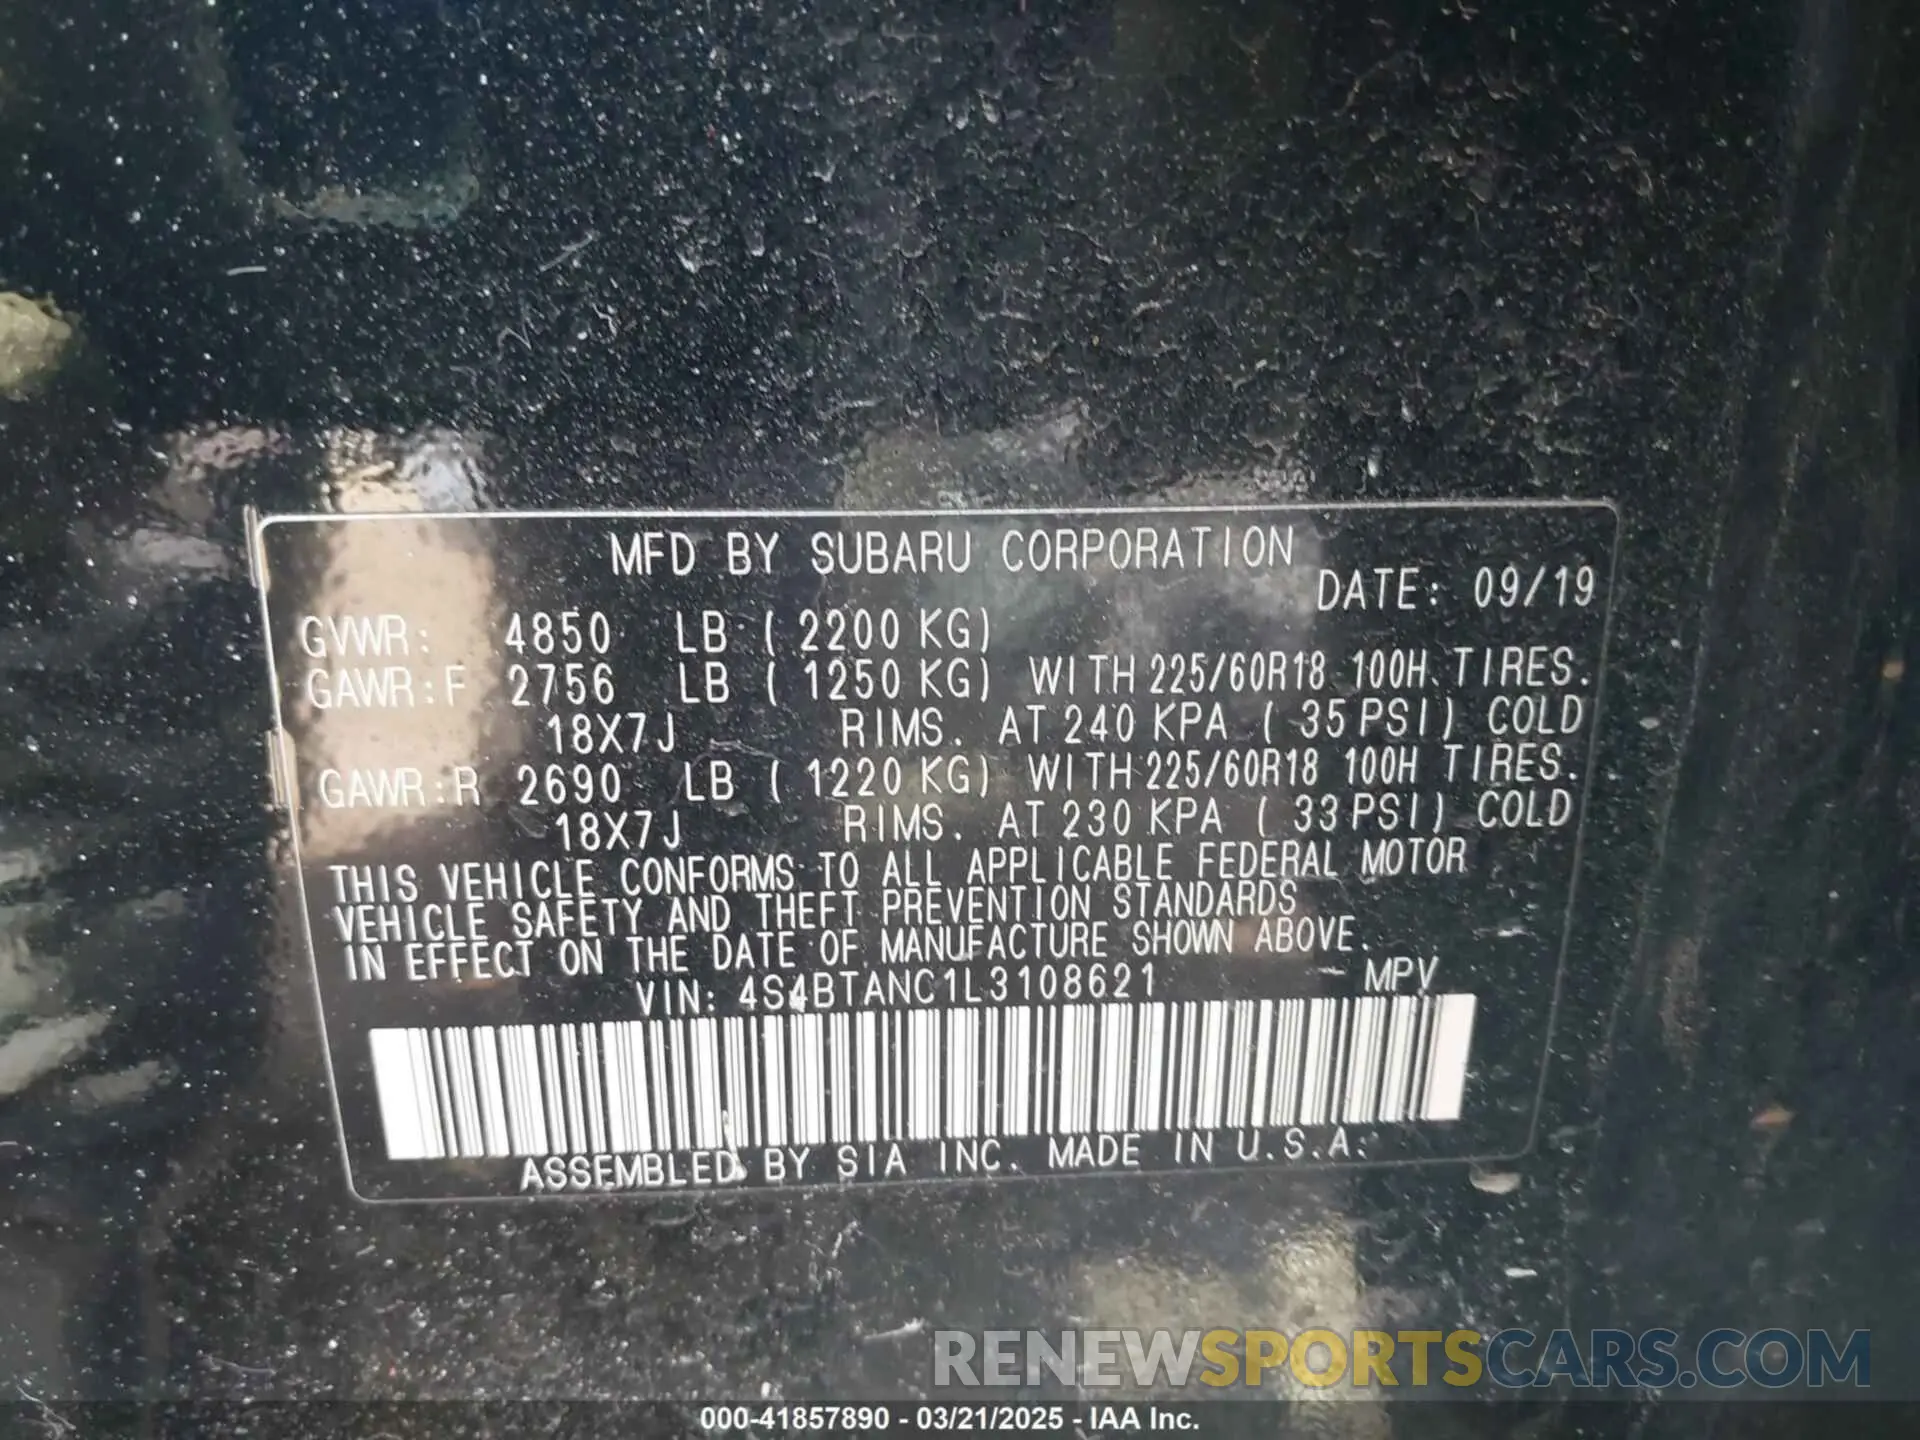 MFD BY SUBARU CORPORATION
DATE: 09/19
GVWR: 4850 LB ( 2200 KG)
GAWR:F 2756 LB ( 1250 KG) WITH 225/60R18 100H TIRES.
18X7J RIMS. AT 240 KPA ( 35 PSI) COLD
GAWR:R 2690 LB ( 1220 KG) WITH 225/60R18 100H TIRES.
18X7J RIMS. AT 230 KPA ( 33 PSI) COLD
THIS VEHICLE CONFORMS TO ALL APPLICABLE FEDERAL MOTOR
VEHICLE SAFETY AND THEFT PREVENTION STANDARDS
IN EFFECT ON THE DATE OF MANUFACTURE SHOWN ABOVE.
VIN: 4S4BTANC1L3108621 MPV
ASSEMBLED BY SIA INC. MADE IN U.S.A.
RENEWSPORTSCARS.COM
000-41857890 - 03/21/2025 - IAA Inc.